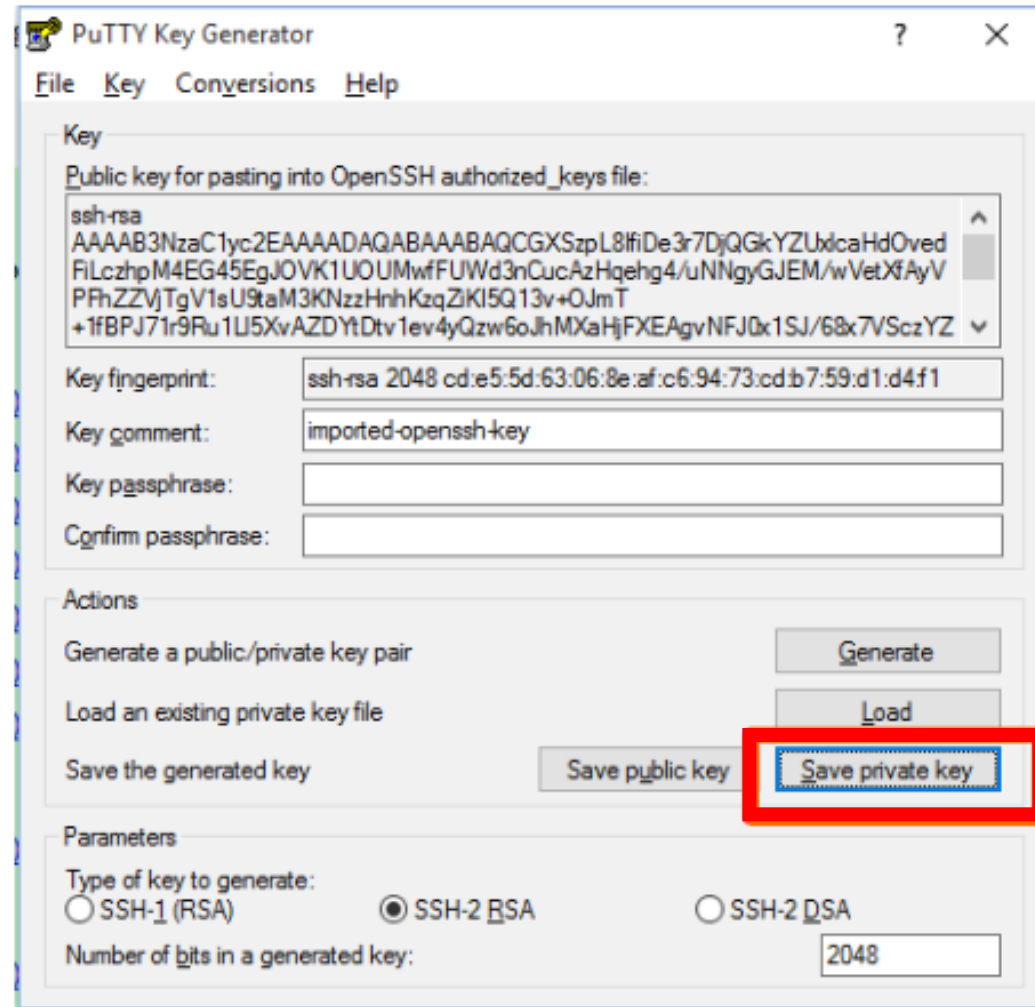 PuTTY Key Generator ?
File Key Conversions Help
Key
Public key for pasting into OpenSSH authorized_keys file:
ssh-rsa
AAAAB3NzaC1yc2EAAAADAQABAAABAQCGXSzpL8lfiDe3r7DjQGkYZUxlcaHdOved
FiLczhpM4EG45EgJOVK1UOUMwfFUWd3nCucAzHqehg4/uNNgyGJEM/wVetXfAyV
PFhZZVjTgV1sU9taM3KNzzHnhKzqZiKI5Q13v+OJmT
+1fBPJ71r9Ru1Ll5XvAZDYtDtv1ev4yQzw6oJhMXaHjFXEAgvNFJ0x1SJ/68x7VSczYZ
Key fingerprint: ssh-rsa 2048 cd:e5:5d:63:06:8e:af:c6:94:73:cd:b7:59:d1:d4:f1
Key comment: imported-openssh-key
Key passphrase:
Confirm passphrase:
Actions
Generate a public/private key pair Generate
Load an existing private key file Load
Save the generated key Save public key Save private key
Parameters
Type of key to generate:
SSH-1 (RSA) SSH-2 RSA SSH-2 DSA
Number of bits in a generated key: 2048